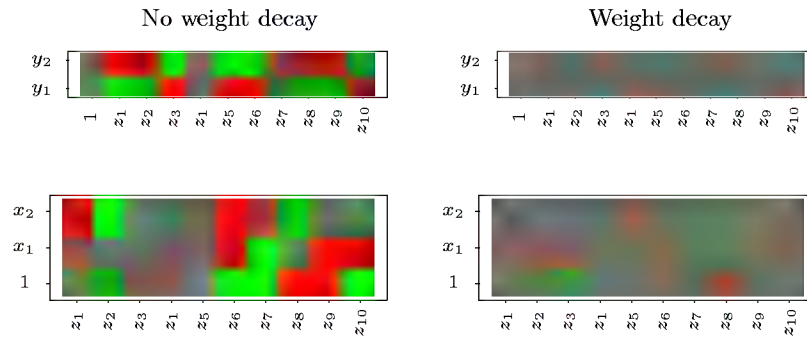 No weight decay
Weight decay
y₂
y₁
1 z₁ z₂ z₃ z₁ z₅ z₆ z₇ z₈ z₉ z₁₀
y₂
y₁
1 z₁ z₂ z₃ z₁ z₅ z₆ z₇ z₈ z₉ z₁₀
x₂
x₁
1
z₁ z₂ z₃ z₁ z₅ z₆ z₇ z₈ z₉ z₁₀
x₂
x₁
1
z₁ z₂ z₃ z₁ z₅ z₆ z₇ z₈ z₉ z₁₀